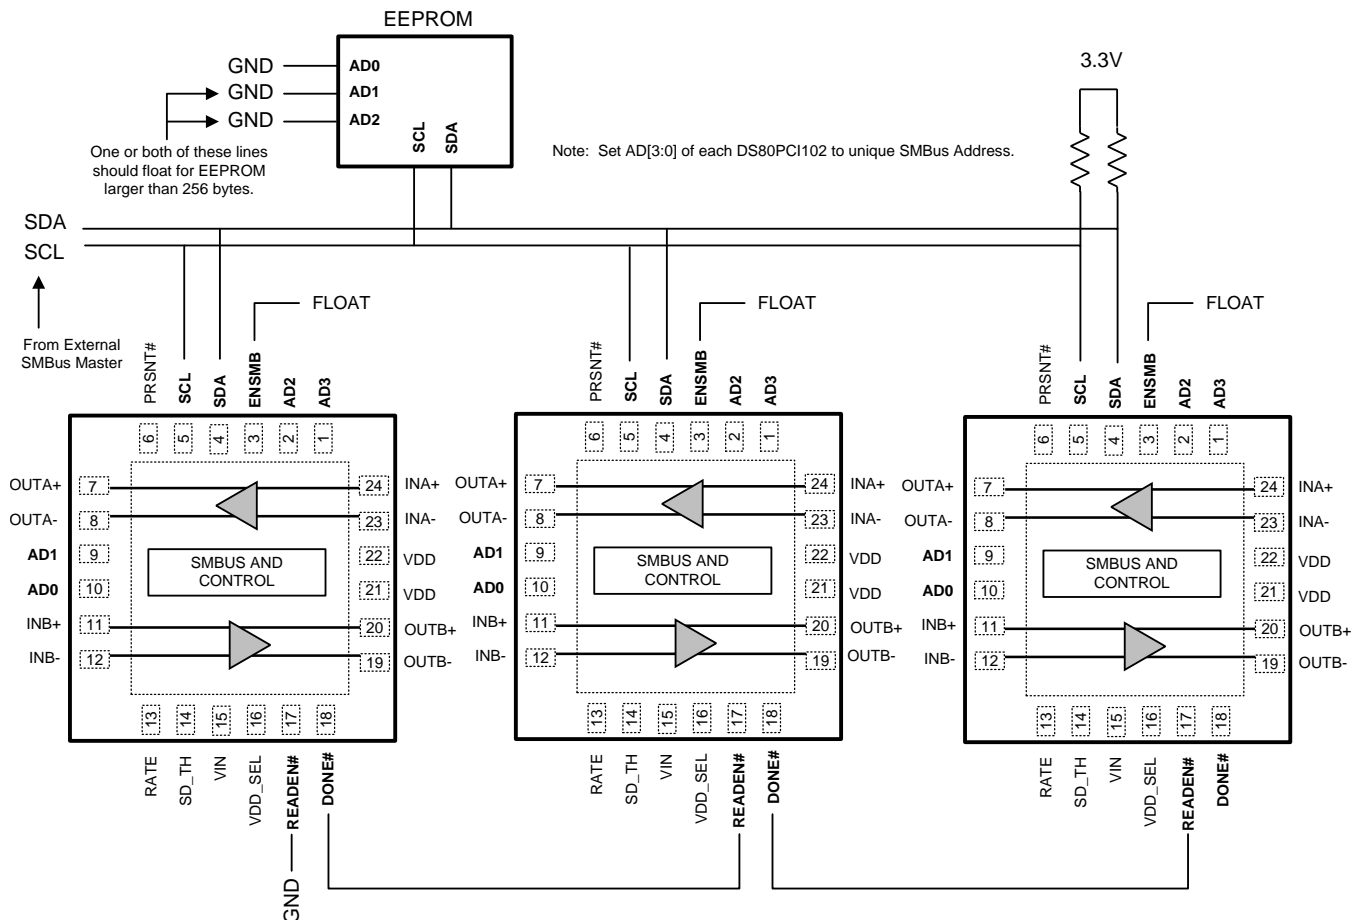 EEPROM
GND
AD0
GND
AD1
GND
AD2
SCL
SDA
3.3V
One or both of these lines
should float for EEPROM
larger than 256 bytes.
Note: Set AD[3:0] of each DS80PCI102 to unique SMBus Address.
SDA
SCL
From External
SMBus Master
FLOAT
PRSNT#
SCL
SDA
ENSMB
AD2
AD3
6
5
4
3
2
1
OUTA+
7
24
INA+
OUTA-
8
23
INA-
AD1
9
22
VDD
AD0
10
21
VDD
SMBUS AND
CONTROL
INB+
11
20
OUTB+
INB-
12
19
OUTB-
13
14
15
16
17
18
RATE
SD_TH
VIN
VDD_SEL
READEN#
DONE#
GND
FLOAT
PRSNT#
SCL
SDA
ENSMB
AD2
AD3
6
5
4
3
2
1
OUTA+
7
24
INA+
OUTA-
8
23
INA-
AD1
9
22
VDD
AD0
10
21
VDD
SMBUS AND
CONTROL
INB+
11
20
OUTB+
INB-
12
19
OUTB-
13
14
15
16
17
18
RATE
SD_TH
VIN
VDD_SEL
READEN#
DONE#
FLOAT
PRSNT#
SCL
SDA
ENSMB
AD2
AD3
6
5
4
3
2
1
OUTA+
7
24
INA+
OUTA-
8
23
INA-
AD1
9
22
VDD
AD0
10
21
VDD
SMBUS AND
CONTROL
INB+
11
20
OUTB+
INB-
12
19
OUTB-
13
14
15
16
17
18
RATE
SD_TH
VIN
VDD_SEL
READEN#
DONE#